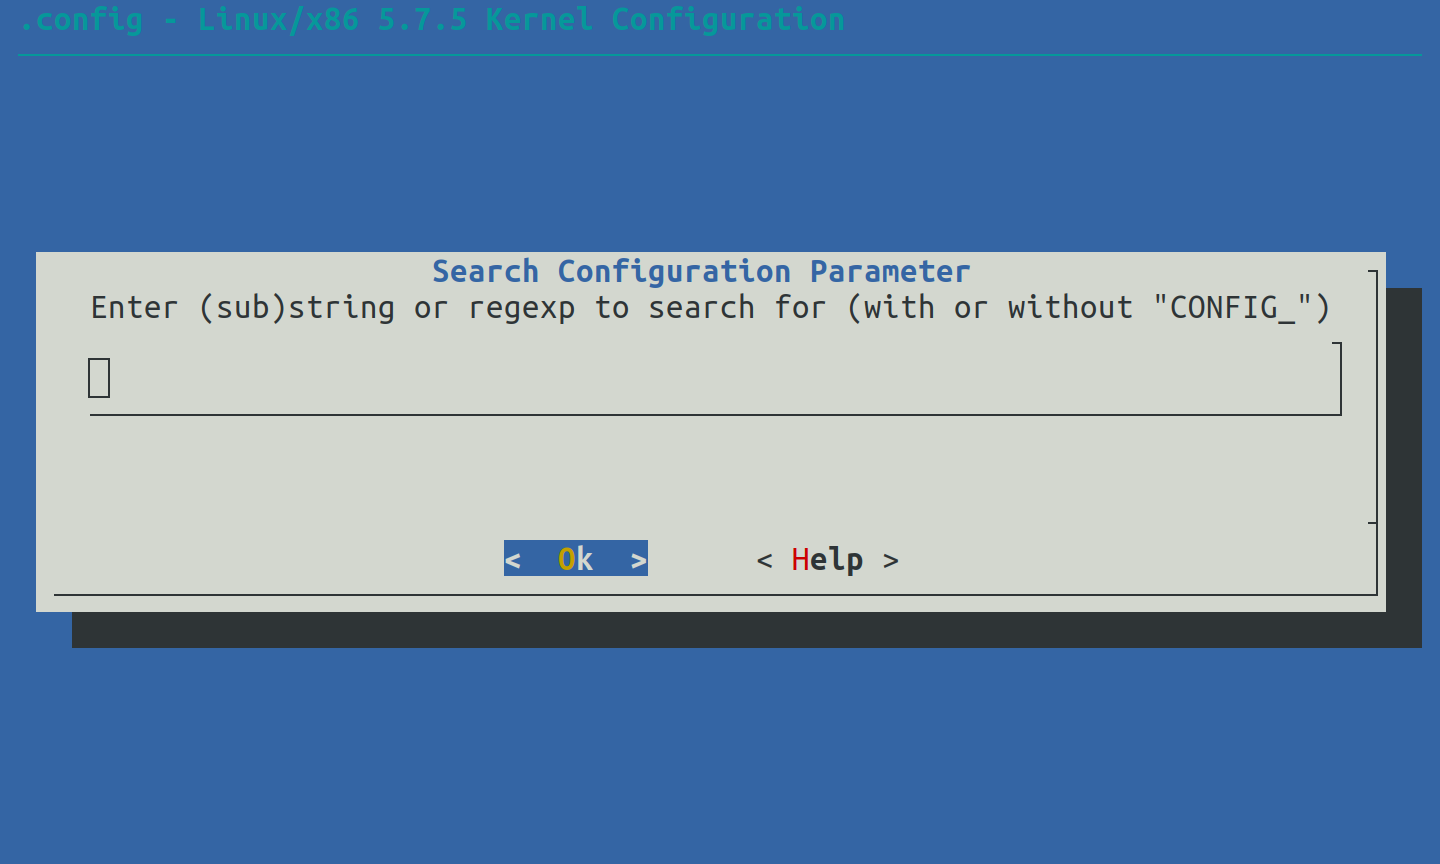 .config - Linux/x86 5.7.5 Kernel Configuration
Search Configuration Parameter
Enter (sub)string or regexp to search for (with or without "CONFIG_")
<  Ok  > < Help >